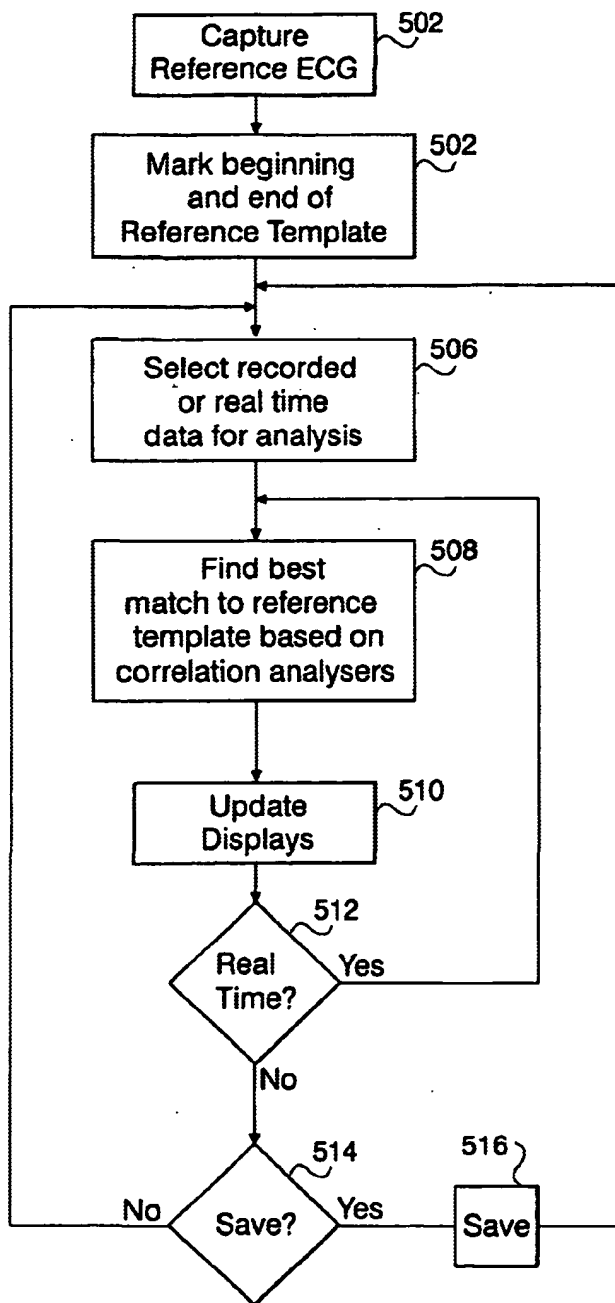 Capture
Reference ECG
502
Mark beginning
and end of
Reference Template
502
Select recorded
or real time
data for analysis
506
Find best
match to reference
template based on
correlation analysers
508
Update
Displays
510
Real
Time?
512
Yes
No
Save?
514
No
Yes
Save
516